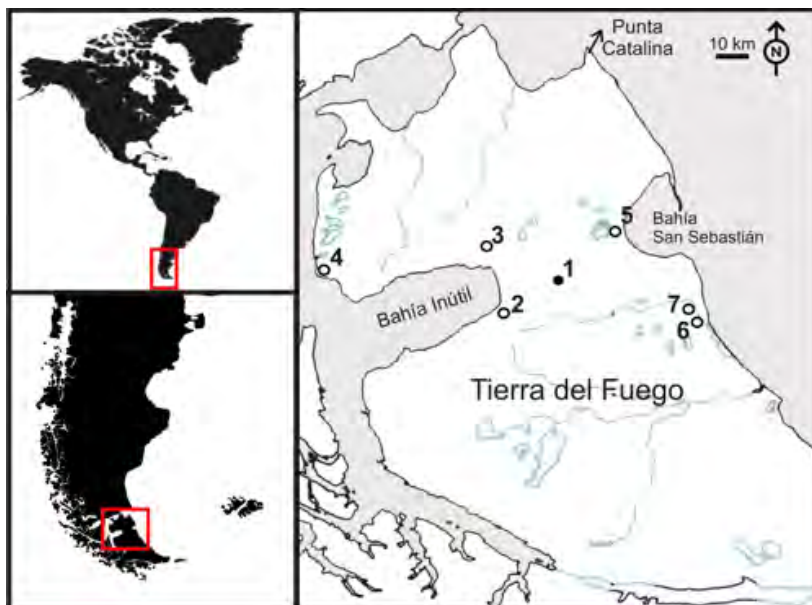 Punta
Catalina
10 km
N
5
Bahía
San Sebastián
3
4
1
Bahía Inútil
2
7
6
Tierra del Fuego